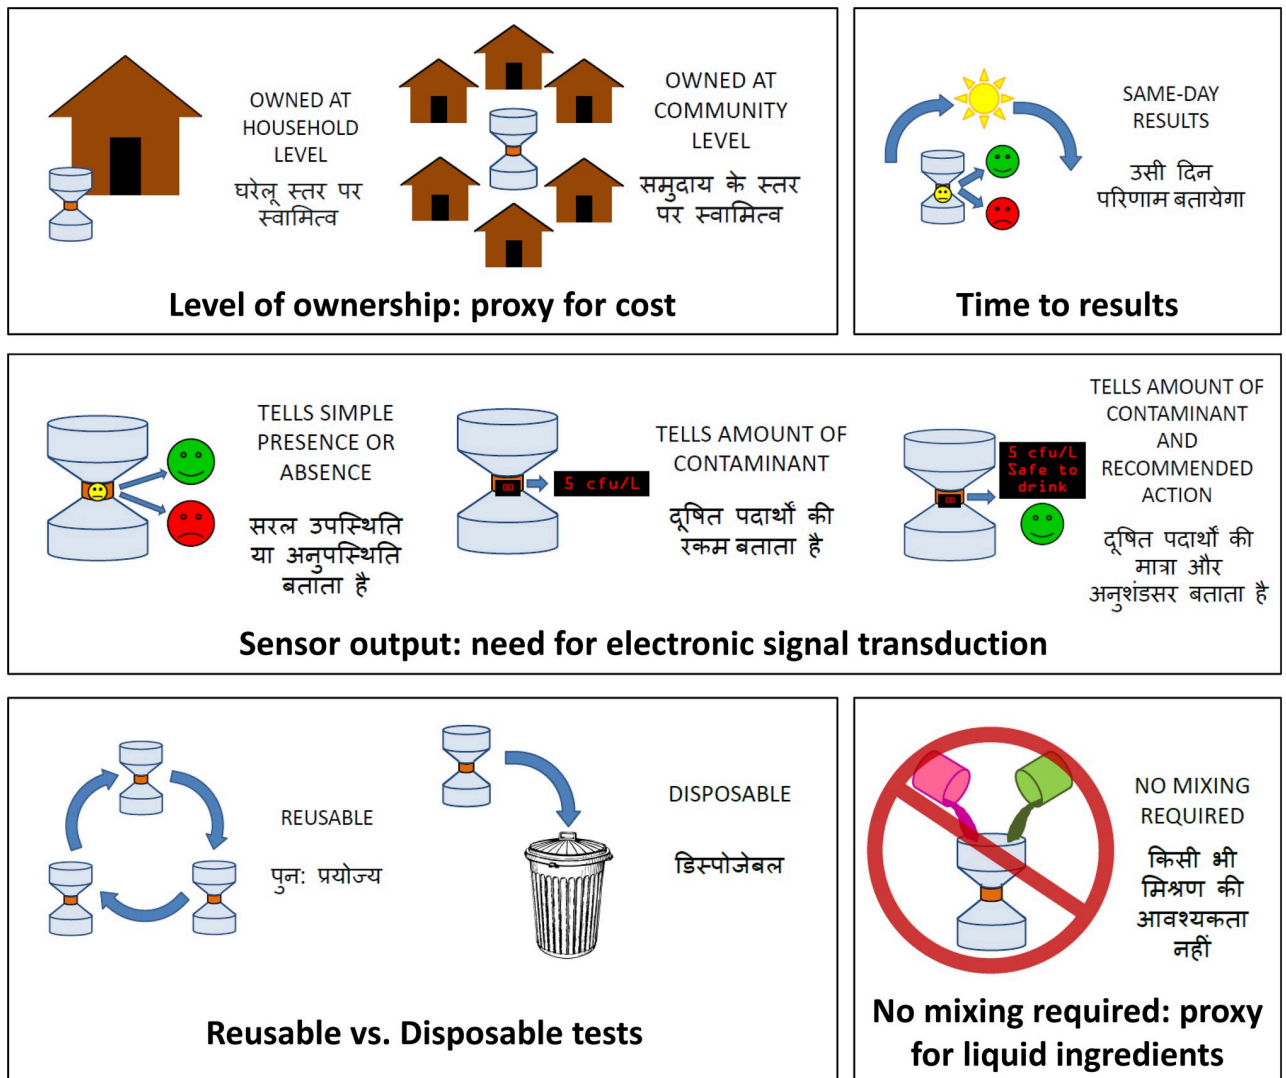 OWNED AT
HOUSEHOLD
LEVEL
घरेलू स्तर पर
स्वामित्व
OWNED AT
COMMUNITY
LEVEL
समुदाय के स्तर
पर स्वामित्व
Level of ownership: proxy for cost
SAME-DAY
RESULTS
उसी दिन
परिणाम बतायेगा
Time to results
TELLS SIMPLE
PRESENCE OR
ABSENCE
सरल उपस्थिति
या अनुपस्थिति
बताता है
00
5 cfu/L
TELLS AMOUNT OF
CONTAMINANT
दूषित पदार्थों की
रकम बताता है
00
5 cfu/L
Safe to
drink
TELLS AMOUNT OF
CONTAMINANT
AND
RECOMMENDED
ACTION
दूषित पदार्थों की
मात्रा और
अनुशंडसर बताता है
Sensor output: need for electronic signal transduction
REUSABLE
पुन: प्रयोज्य
DISPOSABLE
डिस्पोजेबल
Reusable vs. Disposable tests
NO MIXING
REQUIRED
किसी भी
मिश्रण की
आवश्यकता
नहीं
No mixing required: proxy
for liquid ingredients